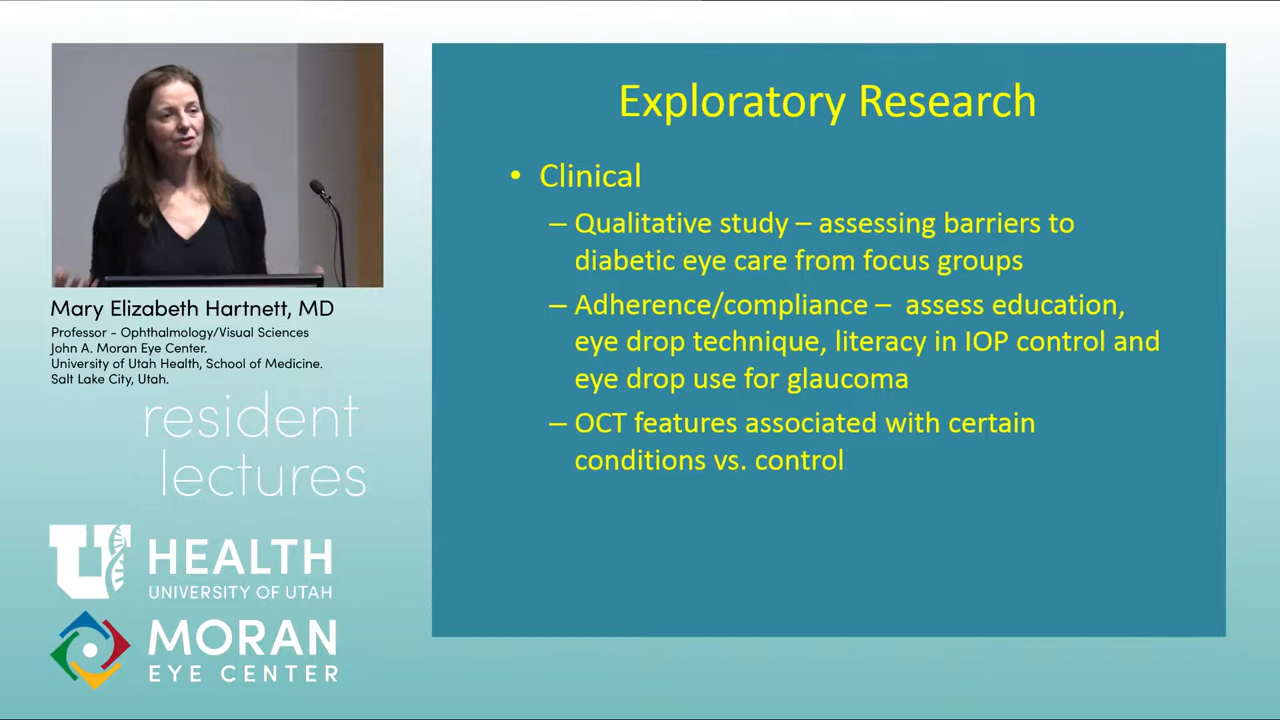 Exploratory Research
• Clinical
– Qualitative study – assessing barriers to
diabetic eye care from focus groups
– Adherence/compliance – assess education,
eye drop technique, literacy in IOP control and
eye drop use for glaucoma
– OCT features associated with certain
conditions vs. control
Mary Elizabeth Hartnett, MD
Professor - Ophthalmology/Visual Sciences
John A. Moran Eye Center.
University of Utah Health, School of Medicine.
Salt Lake City, Utah.
resident
lectures
U HEALTH
UNIVERSITY OF UTAH
MORAN
EYE CENTER